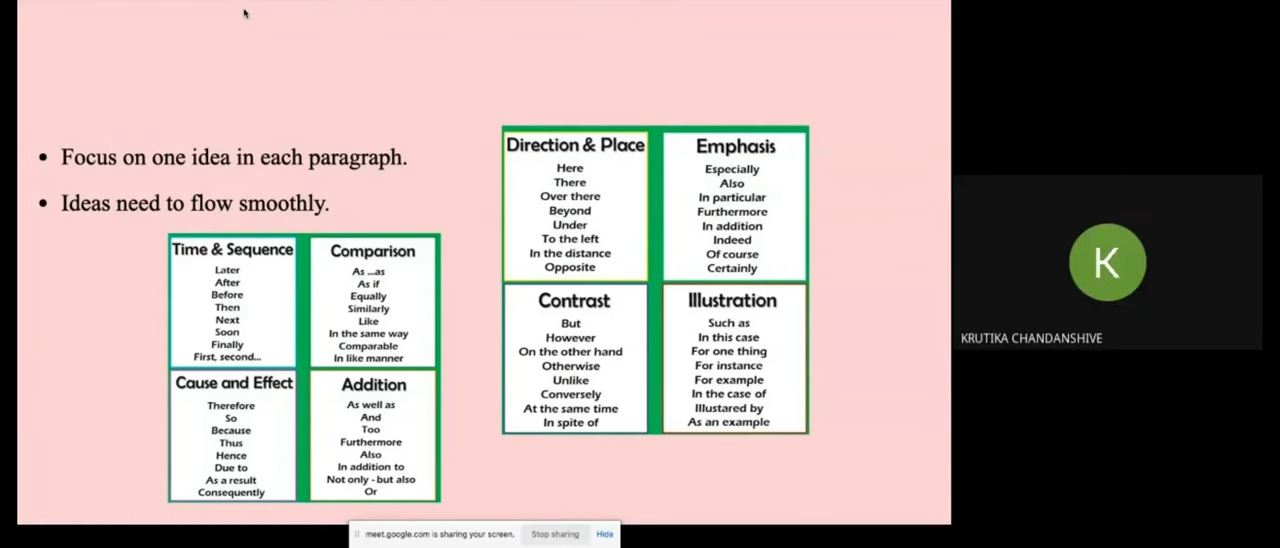 • Focus on one idea in each paragraph.
• Ideas need to flow smoothly.
Time & Sequence
Later
After
Before
Then
Next
Soon
Finally
First, second...
Comparison
As ...as
As if
Equally
Similarly
Like
In the same way
Comparable
In like manner
Cause and Effect
Therefore
So
Because
Thus
Hence
Due to
As a result
Consequently
Addition
As well as
And
Too
Furthermore
Also
In addition to
Not only - but also
Or
Direction & Place
Here
There
Over there
Beyond
Under
To the left
In the distance
Opposite
Emphasis
Especially
Also
In particular
Furthermore
In addition
Indeed
Of course
Certainly
Contrast
But
However
On the other hand
Otherwise
Unlike
Conversely
At the same time
In spite of
Illustration
Such as
In this case
For one thing
For instance
For example
In the case of
Illustared by
As an example
K
KRUTIKA CHANDANSHIVE
meet.google.com is sharing your screen.
Stop sharing
Hide